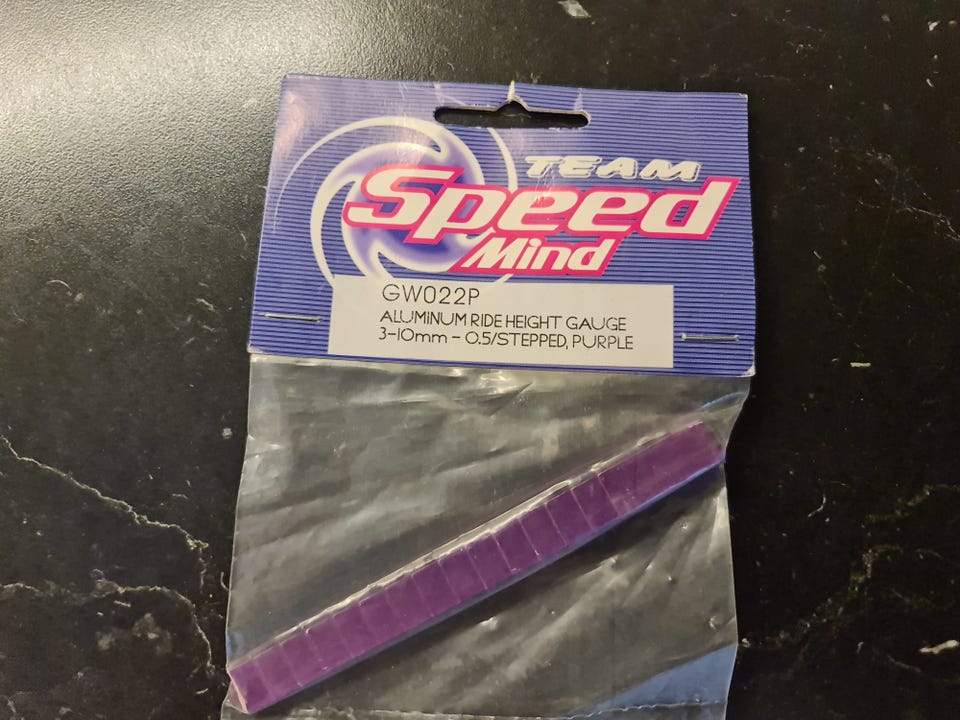 TEAM
Speed
Mind
GW022P
ALUMINUM RIDE HEIGHT GAUGE
3-10mm - 0.5/STEPPED, PURPLE